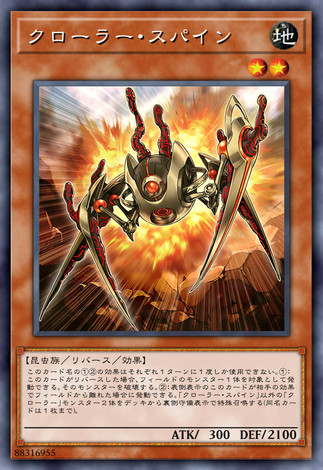 クローラー・スパイン
地
【昆虫族／リバース／効果】
このカード名の①②の効果はそれぞれ１ターンに１度しか使用できない。①：
このカードがリバースした場合、フィールドのモンスター１体を対象として発
動できる。そのモンスターを破壊する。②：表側表示のこのカードが相手の効果
でフィールドから離れた場合に発動できる。「クローラー・スパイン」以外の「ク
ローラー」モンスター２体をデッキから裏側守備表示で特殊召喚する（同名カー
ドは１枚まで）。
ATK/ 300 DEF/2100
88316955